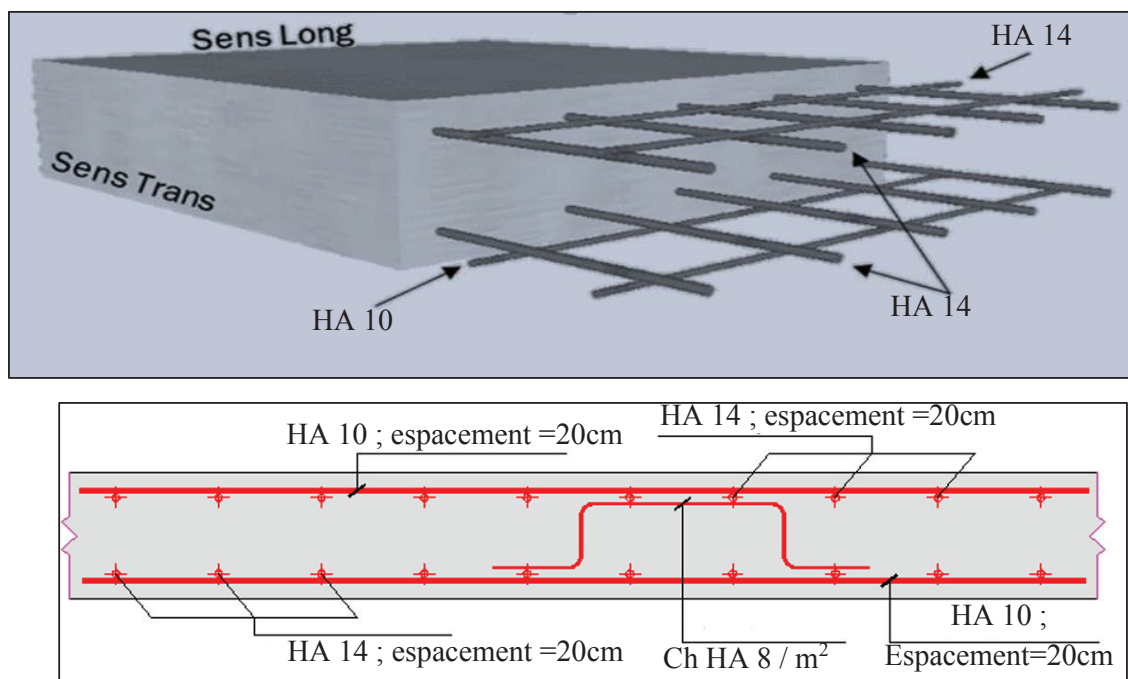 Sens Long
HA 14
Sens Trans
HA 10
HA 14
HA 10 ; espacement =20cm
HA 14 ; espacement =20cm
HA 14 ; espacement =20cm
Ch HA 8 / m²
HA 10 ;
Espacement=20cm